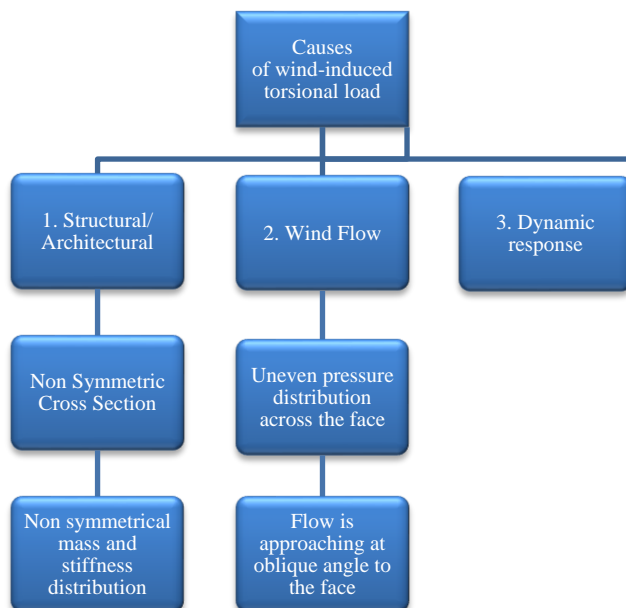 Causes
of wind-induced
torsional load
1. Structural/
Architectural
2. Wind Flow
3. Dynamic
response
Non Symmetric
Cross Section
Uneven pressure
distribution
across the face
Non symmetrical
mass and
stiffness
distribution
Flow is
approaching at
oblique angle to
the face